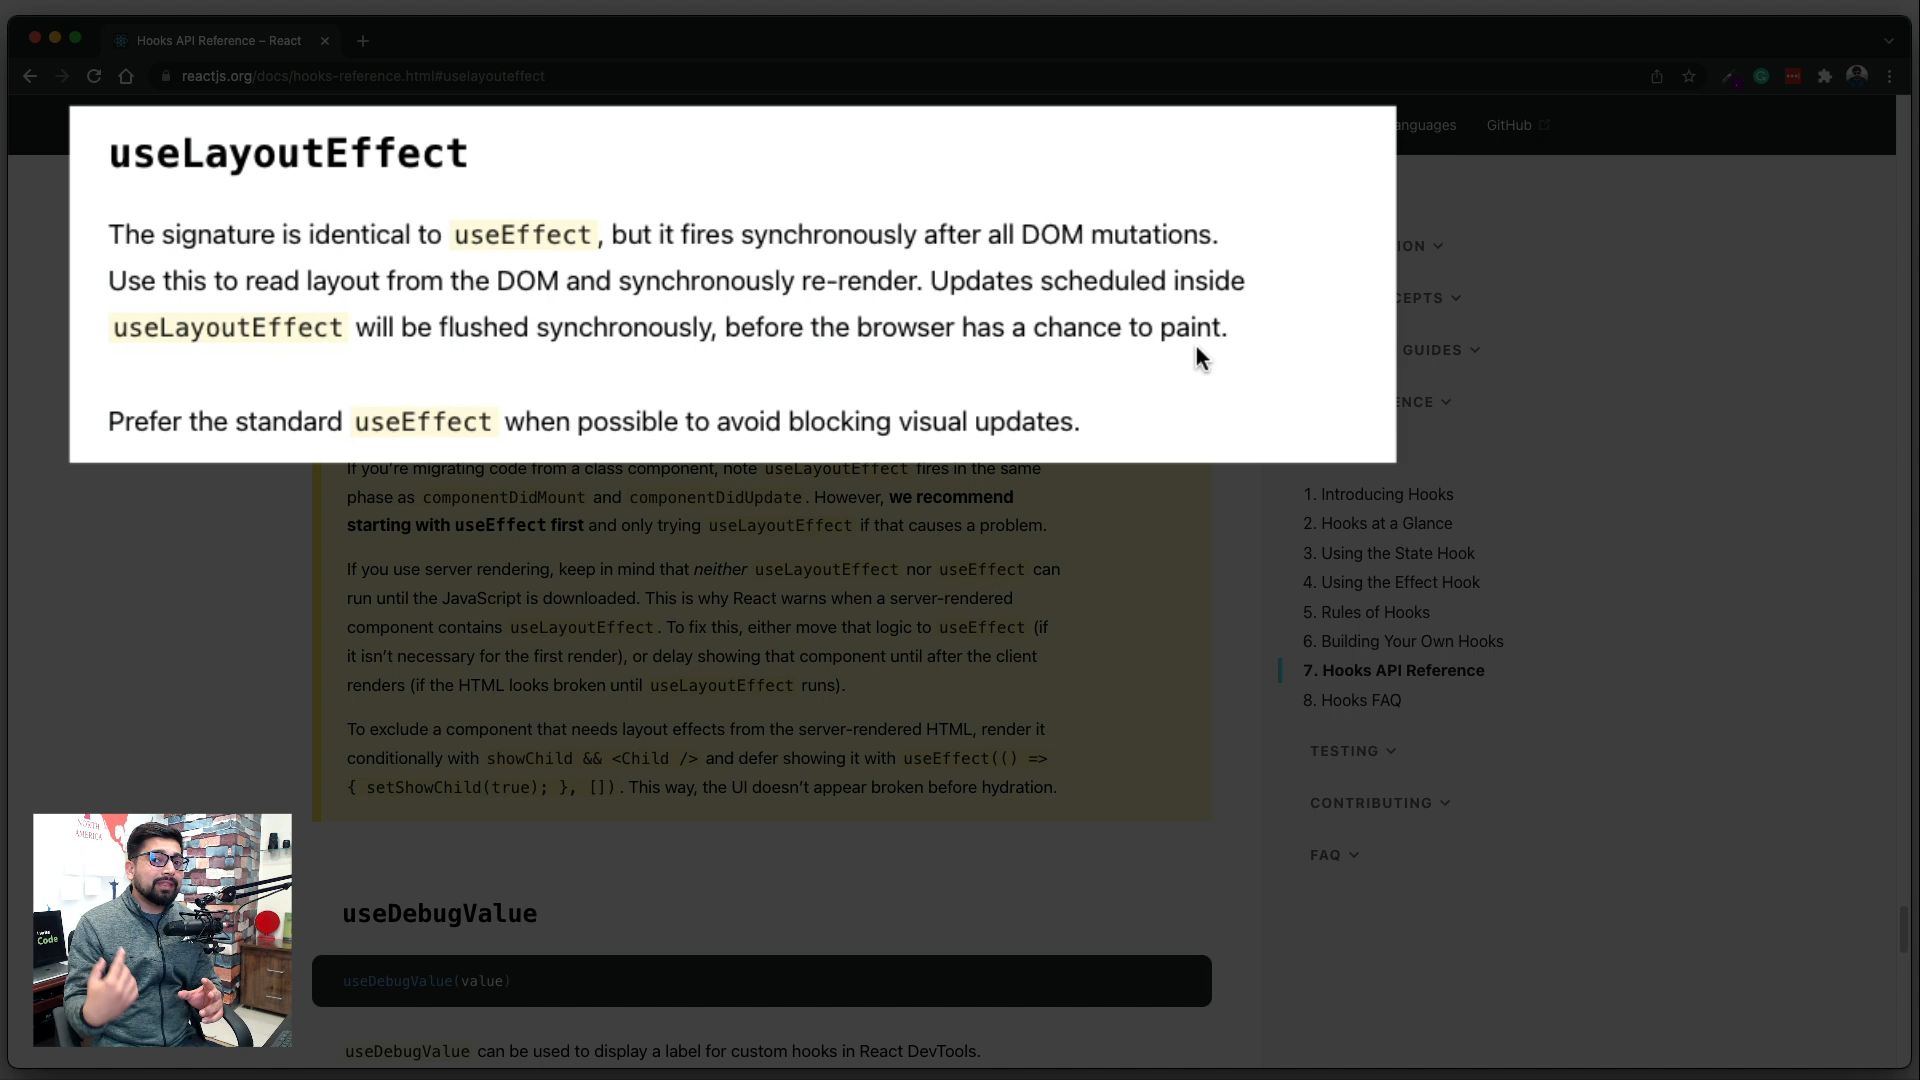 Hooks API Reference – React
reactjs.org/docs/hooks-reference.html#uselayouteffect
anguages GitHub
useLayoutEffect
The signature is identical to useEffect, but it fires synchronously after all DOM mutations.
Use this to read layout from the DOM and synchronously re-render. Updates scheduled inside
useLayoutEffect will be flushed synchronously, before the browser has a chance to paint.
Prefer the standard useEffect when possible to avoid blocking visual updates.
If you’re migrating code from a class component, note useLayoutEffect fires in the same
phase as componentDidMount and componentDidUpdate. However, we recommend
starting with useEffect first and only trying useLayoutEffect if that causes a problem.
If you use server rendering, keep in mind that neither useLayoutEffect nor useEffect can
run until the JavaScript is downloaded. This is why React warns when a server-rendered
component contains useLayoutEffect. To fix this, either move that logic to useEffect (if
it isn’t necessary for the first render), or delay showing that component until after the client
renders (if the HTML looks broken until useLayoutEffect runs).
To exclude a component that needs layout effects from the server-rendered HTML, render it
conditionally with showChild && <Child /> and defer showing it with useEffect(() =>
{ setShowChild(true); }, []). This way, the UI doesn’t appear broken before hydration.
useDebugValue
useDebugValue(value)
useDebugValue can be used to display a label for custom hooks in React DevTools.
ION
CEPTS
GUIDES
ENCE
1. Introducing Hooks
2. Hooks at a Glance
3. Using the State Hook
4. Using the Effect Hook
5. Rules of Hooks
6. Building Your Own Hooks
7. Hooks API Reference
8. Hooks FAQ
TESTING
CONTRIBUTING
FAQ
NORTH
AMERICA
Code